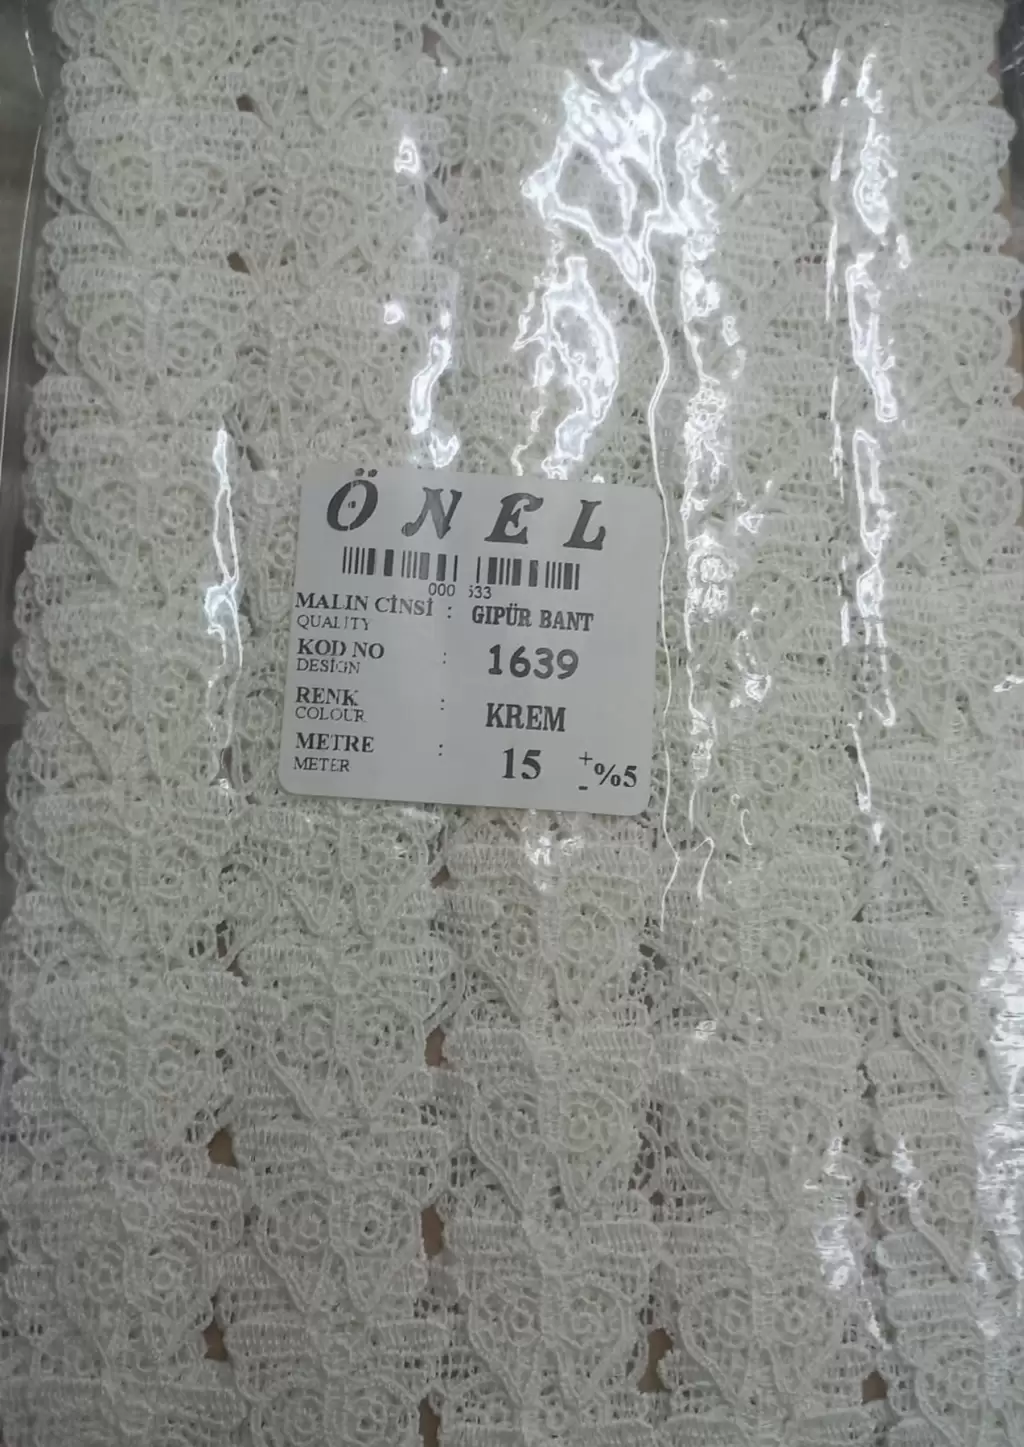 ÖNEL
MALIN CİNSİ : GIPÜR BANT
QUALITY
KOD NO : 1639
DESIGN
RENK : KREM
COLOUR
METRE : 15 +- %5
METER